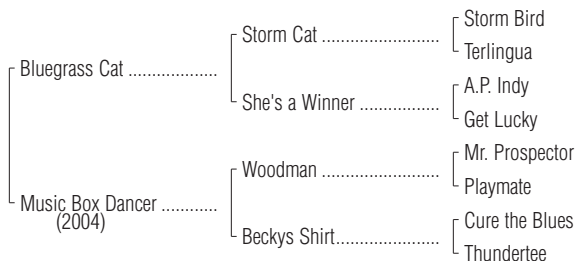 Storm Bird
Storm Cat ..................................
Terlingua
Bluegrass Cat ...................
A.P. Indy
She's a Winner .......................
Get Lucky
Mr. Prospector
Woodman ..................................
Playmate
Music Box Dancer ............
(2004)
Cure the Blues
Beckys Shirt..............................
Thundertee